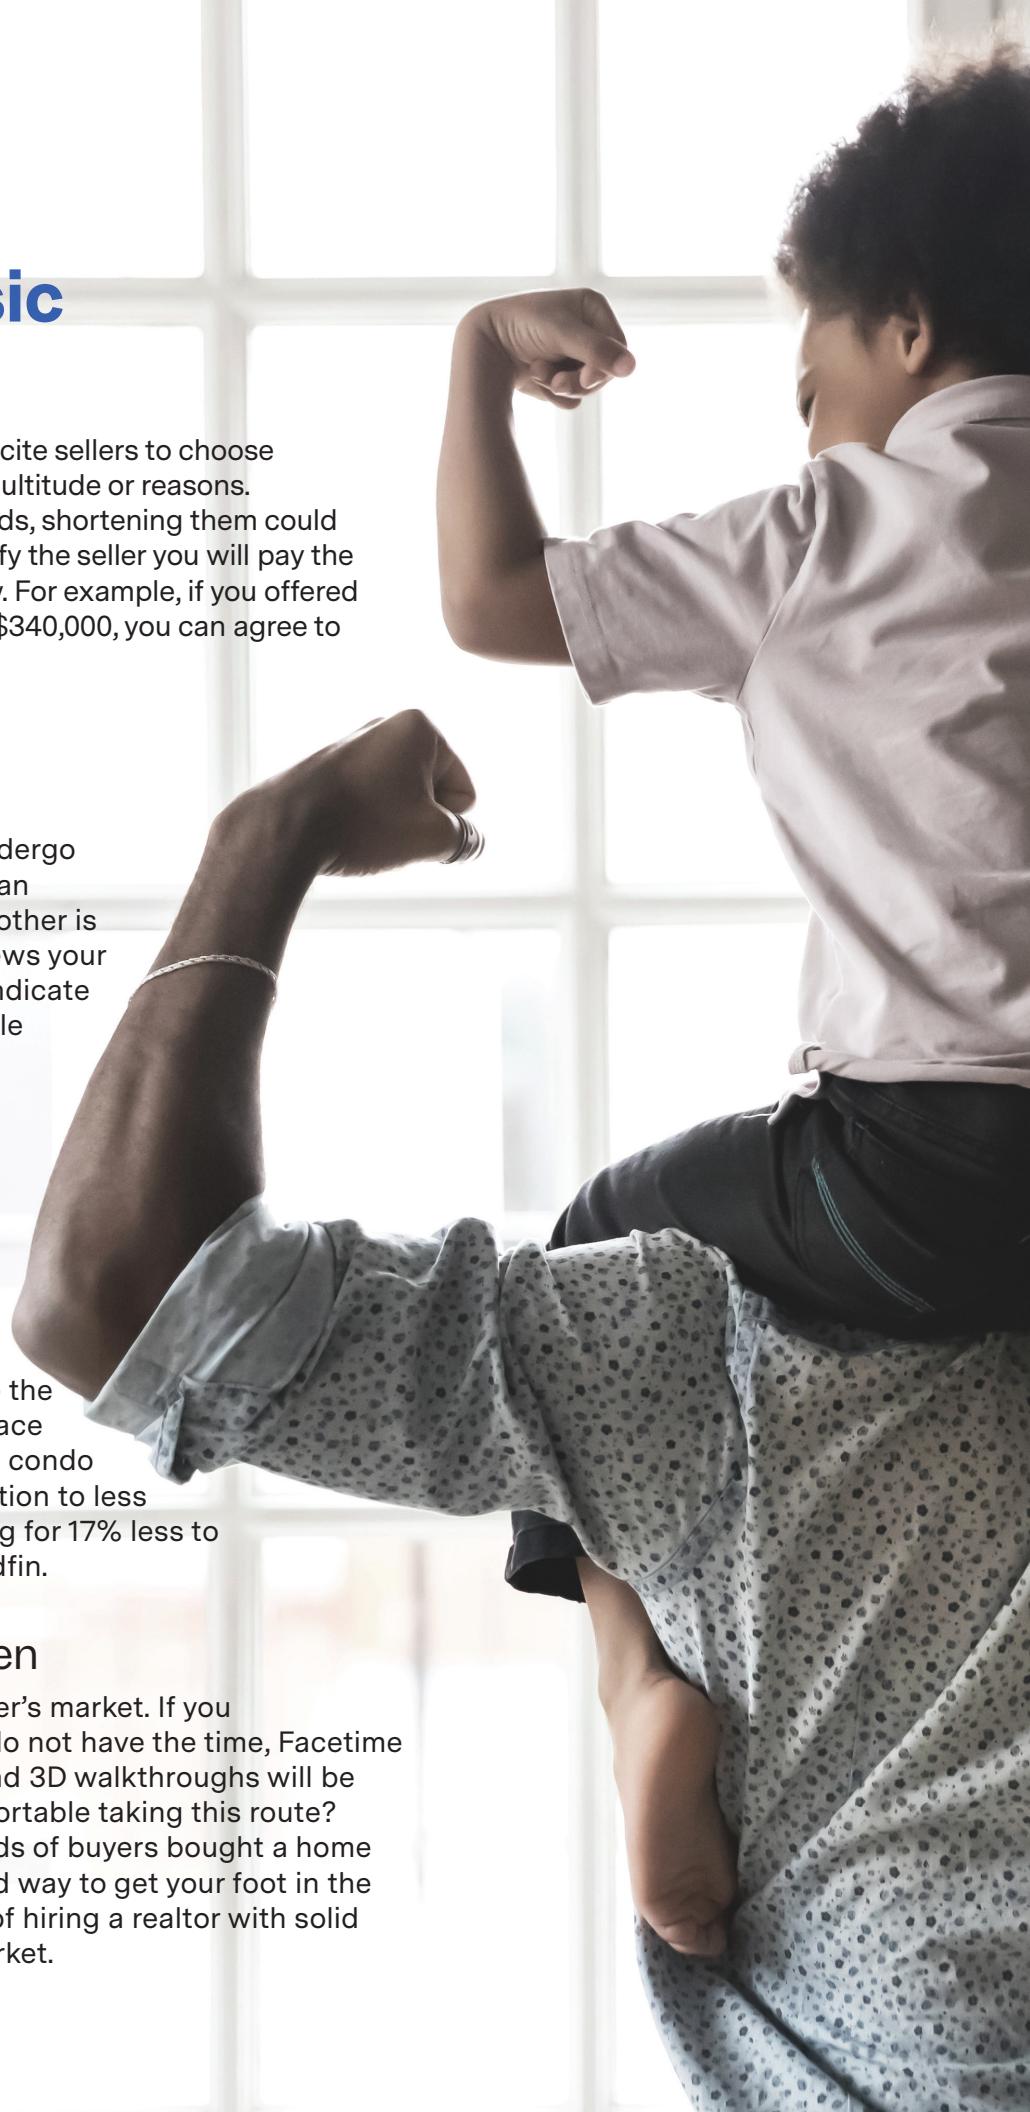 sic
cite sellers to choose
ultitude or reasons.
ds, shortening them could
fy the seller you will pay the
. For example, if you offered
$340,000, you can agree to
dergo
an
other is
ews your
ndicate
le
the
ace
condo
tion to less
g for 17% less to
dfin.
en
er’s market. If you
do not have the time, Facetime
nd 3D walkthroughs will be
ortable taking this route?
ds of buyers bought a home
d way to get your foot in the
of hiring a realtor with solid
rket.